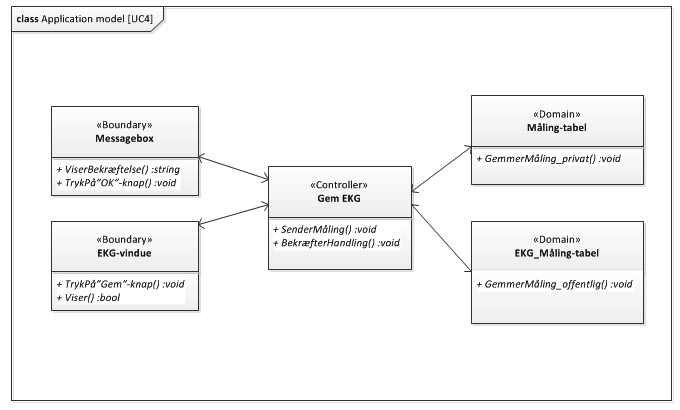 class Application model [UC4]
«Boundary»
Messagebox
+ ViserBekræftelse() :string
+ TrykPå"OK"-knap() :void
«Boundary»
EKG-vindue
+ TrykPå"Gem"-knap() :void
+ Viser() :bool
«Controller»
Gem EKG
+ SenderMåling() :void
+ BekræfterHandling() :void
«Domain»
Måling-tabel
+ GemmerMåling_privat() :void
«Domain»
EKG_Måling-tabel
+ GemmerMåling_offentlig() :void